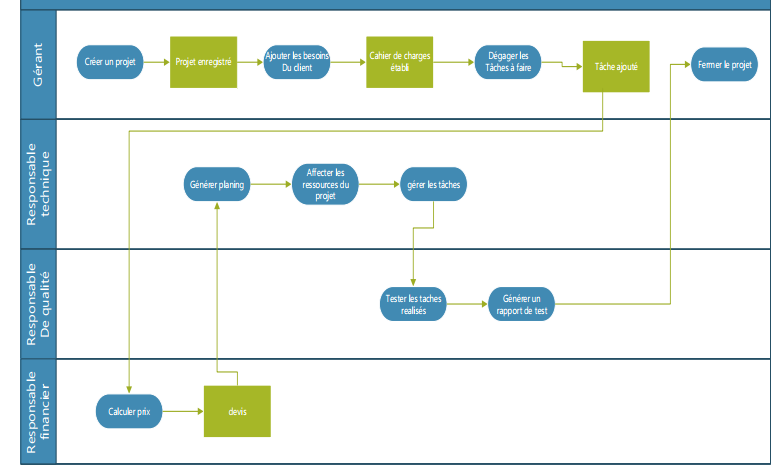 Gérant
Créer un projet
Projet enregistré
Ajouter les besoins
Du client
Cahier de charges
établi
Dégager les
Tâches à faire
Tâche ajouté
Fermer le projet
Responsable
technique
Générer planing
Affecter les
ressources du
projet
gérer les tâches
Responsable
De qualité
Tester les taches
realisés
Générer un
rapport de test
Responsable
financier
Calculer prix
devis